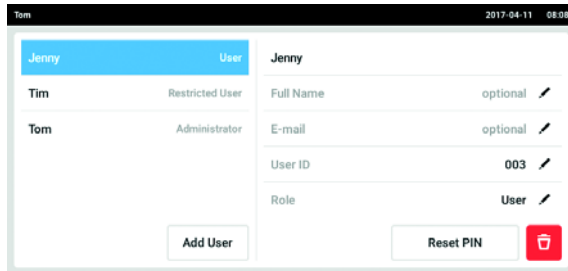 Tom 2017-04-11 08:08
Jenny User
Tim Restricted User
Tom Administrator
Add User
Jenny
Full Name optional
E-mail optional
User ID 003
Role User
Reset PIN